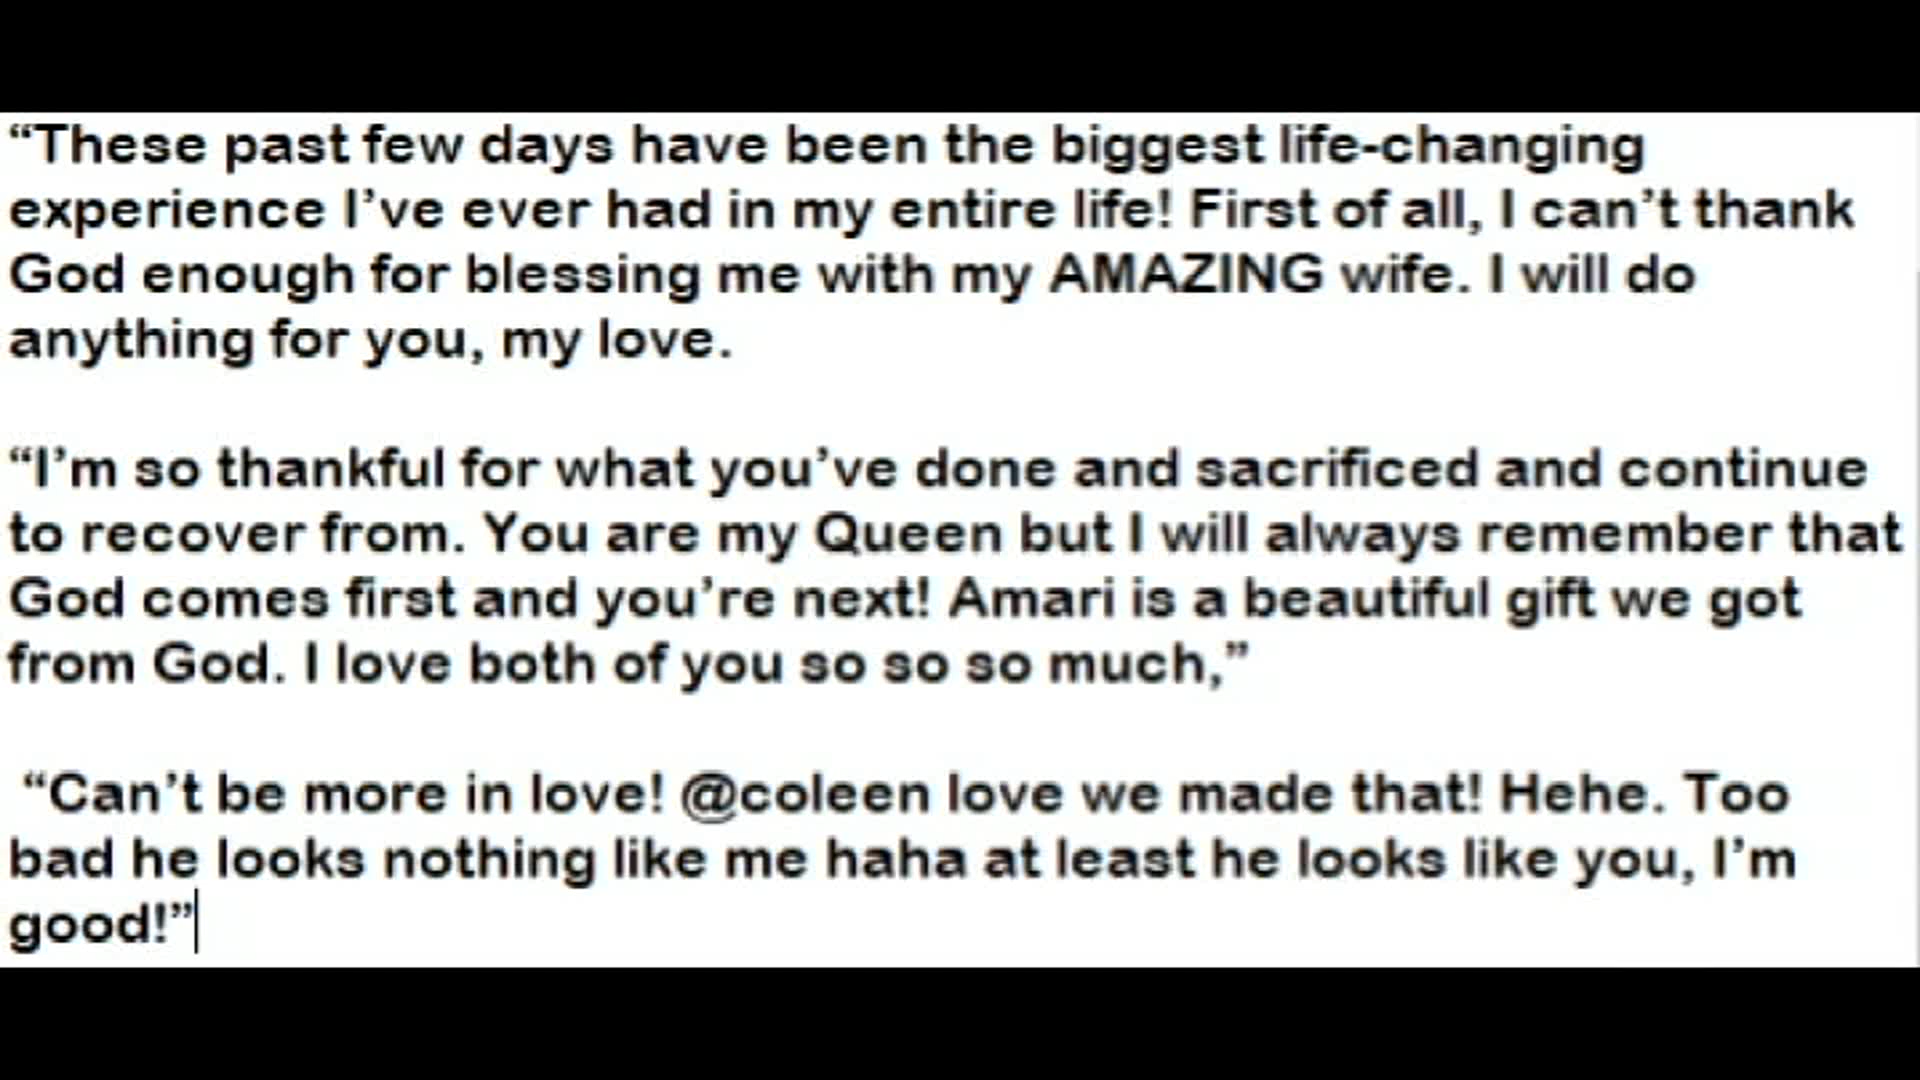 “These past few days have been the biggest life-changing
experience I’ve ever had in my entire life! First of all, I can’t thank
God enough for blessing me with my AMAZING wife. I will do
anything for you, my love.
“I’m so thankful for what you’ve done and sacrificed and continue
to recover from. You are my Queen but I will always remember that
God comes first and you’re next! Amari is a beautiful gift we got
from God. I love both of you so so so much,”
“Can’t be more in love! @coleen love we made that! Hehe. Too
bad he looks nothing like me haha at least he looks like you, I’m
good!”